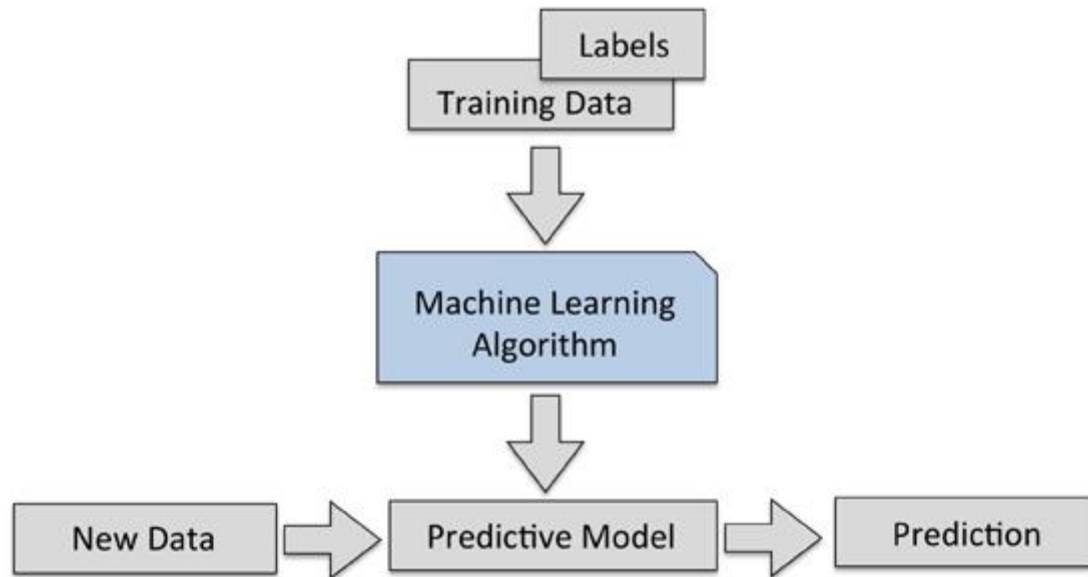 Labels
Training Data
Machine Learning
Algorithm
New Data
Predictive Model
Prediction